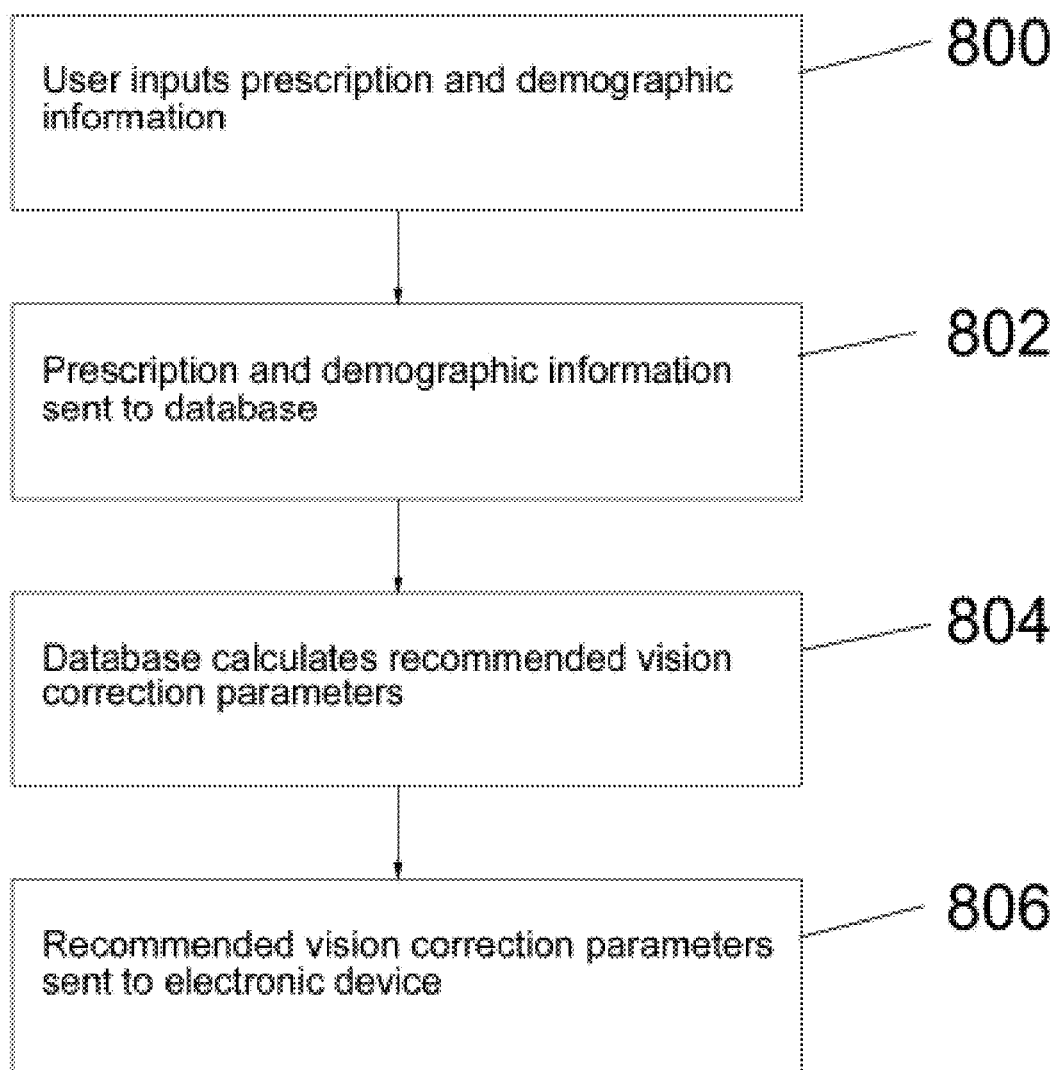 800
User inputs prescription and demographic
information
802
Prescription and demographic information
sent to database
804
Database calculates recommended vision
correction parameters
806
Recommended vision correction parameters
sent to electronic device